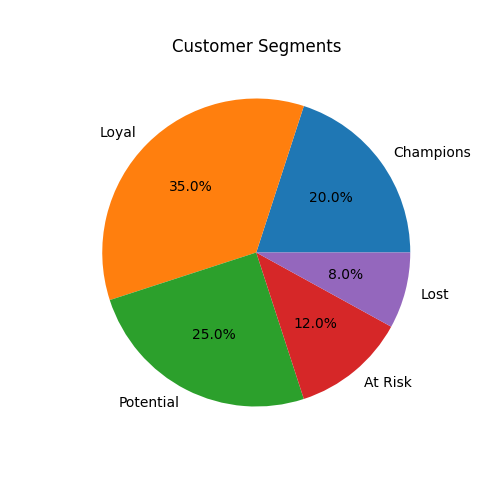 Customer Segments
Loyal
Champions
35.0%
20.0%
8.0%
Lost
12.0%
25.0%
At Risk
Potential